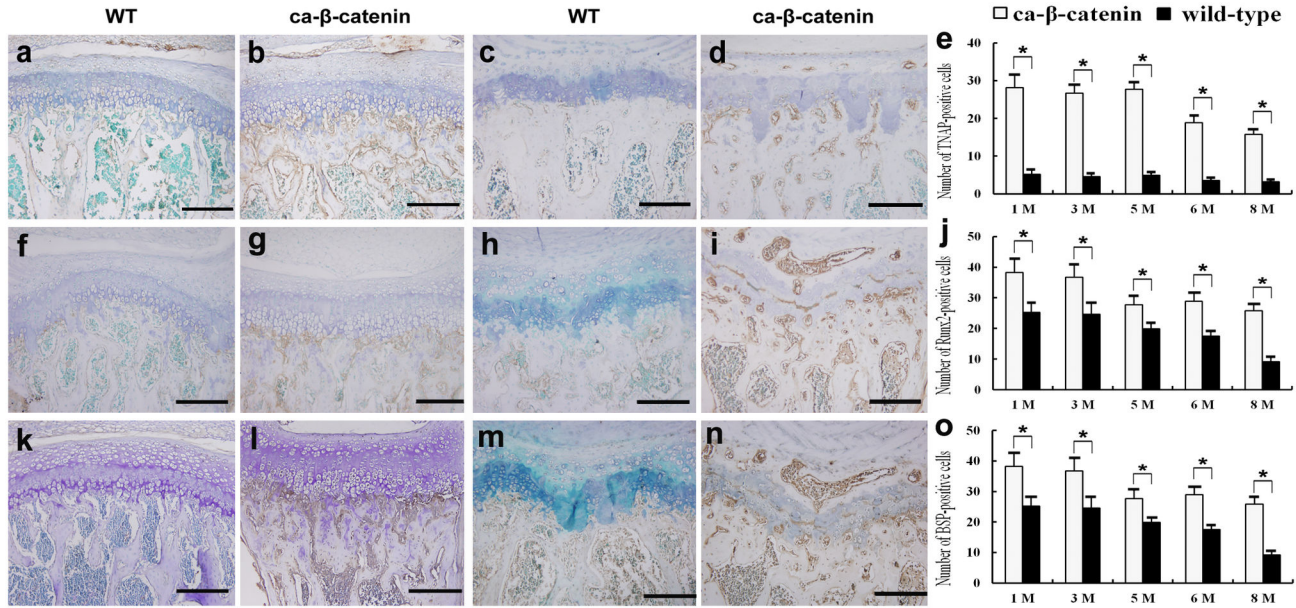 WT ca-β-catenin WT ca-β-catenin
ca-β-catenin wild-type
a b c d e
Number of TNAP-positive cells
40
30
20
10
0
* * * * *
1 M 3 M 5 M 6 M 8 M
f g h i j
Number of Runx2-positive cells
50
40
30
20
10
0
* * * * *
1 M 3 M 5 M 6 M 8 M
k l m n o
Number of BSP-positive cells
50
40
30
20
10
0
* * * * *
1 M 3 M 5 M 6 M 8 M